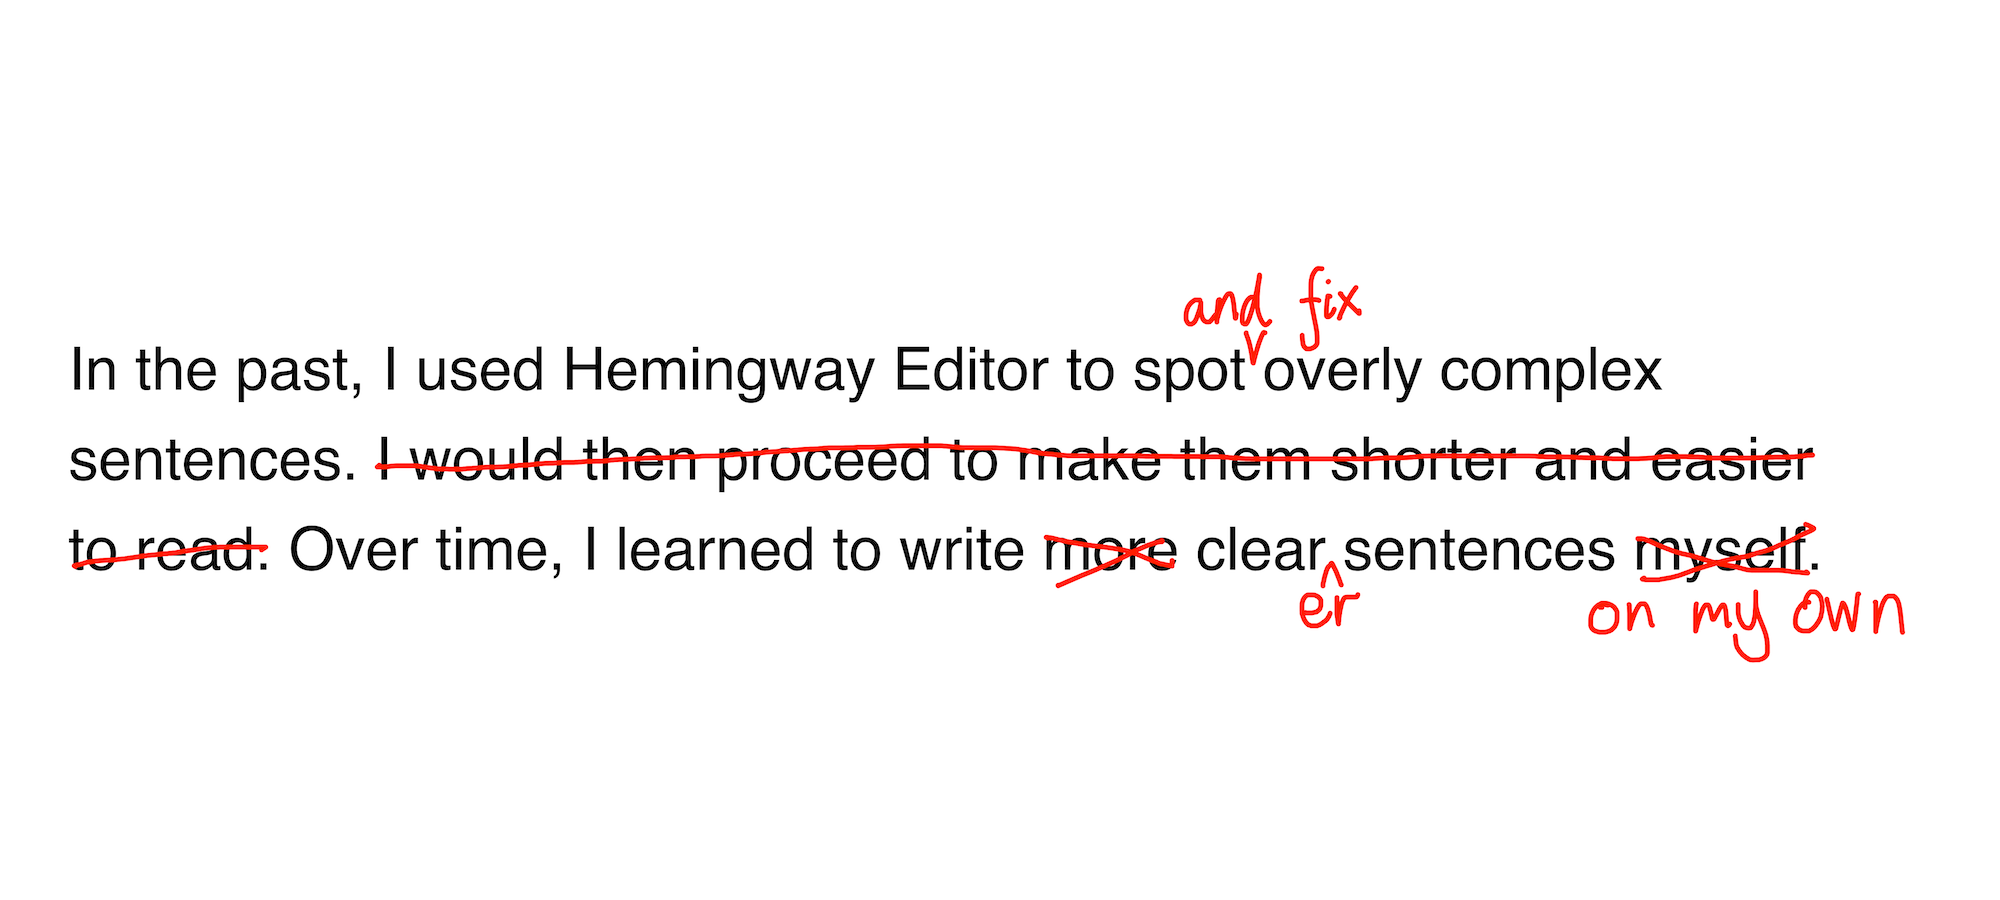 and fix
In the past, I used Hemingway Editor to spot overly complex
sentences. I would then proceed to make them shorter and easier
to read. Over time, I learned to write more clear sentences myself.
er on my own